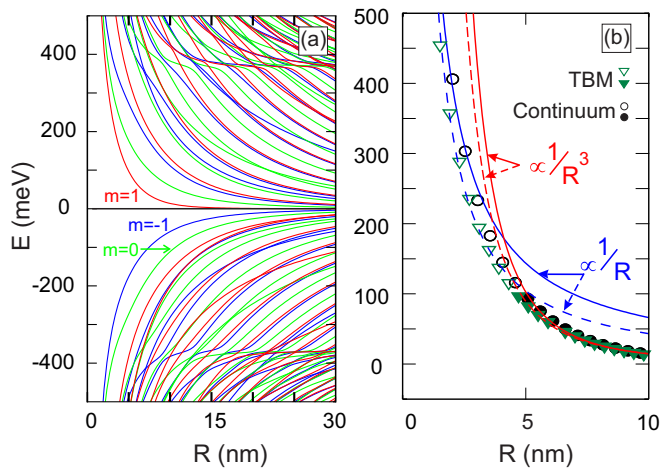 (a)
E (meV)
400
200
0
-200
-400
m=1
m=-1
m=0
0
15
30
R (nm)
(b)
500
400
300
200
100
0
TBM
Continuum
∝1/R³
∝1/R
0
5
10
R (nm)